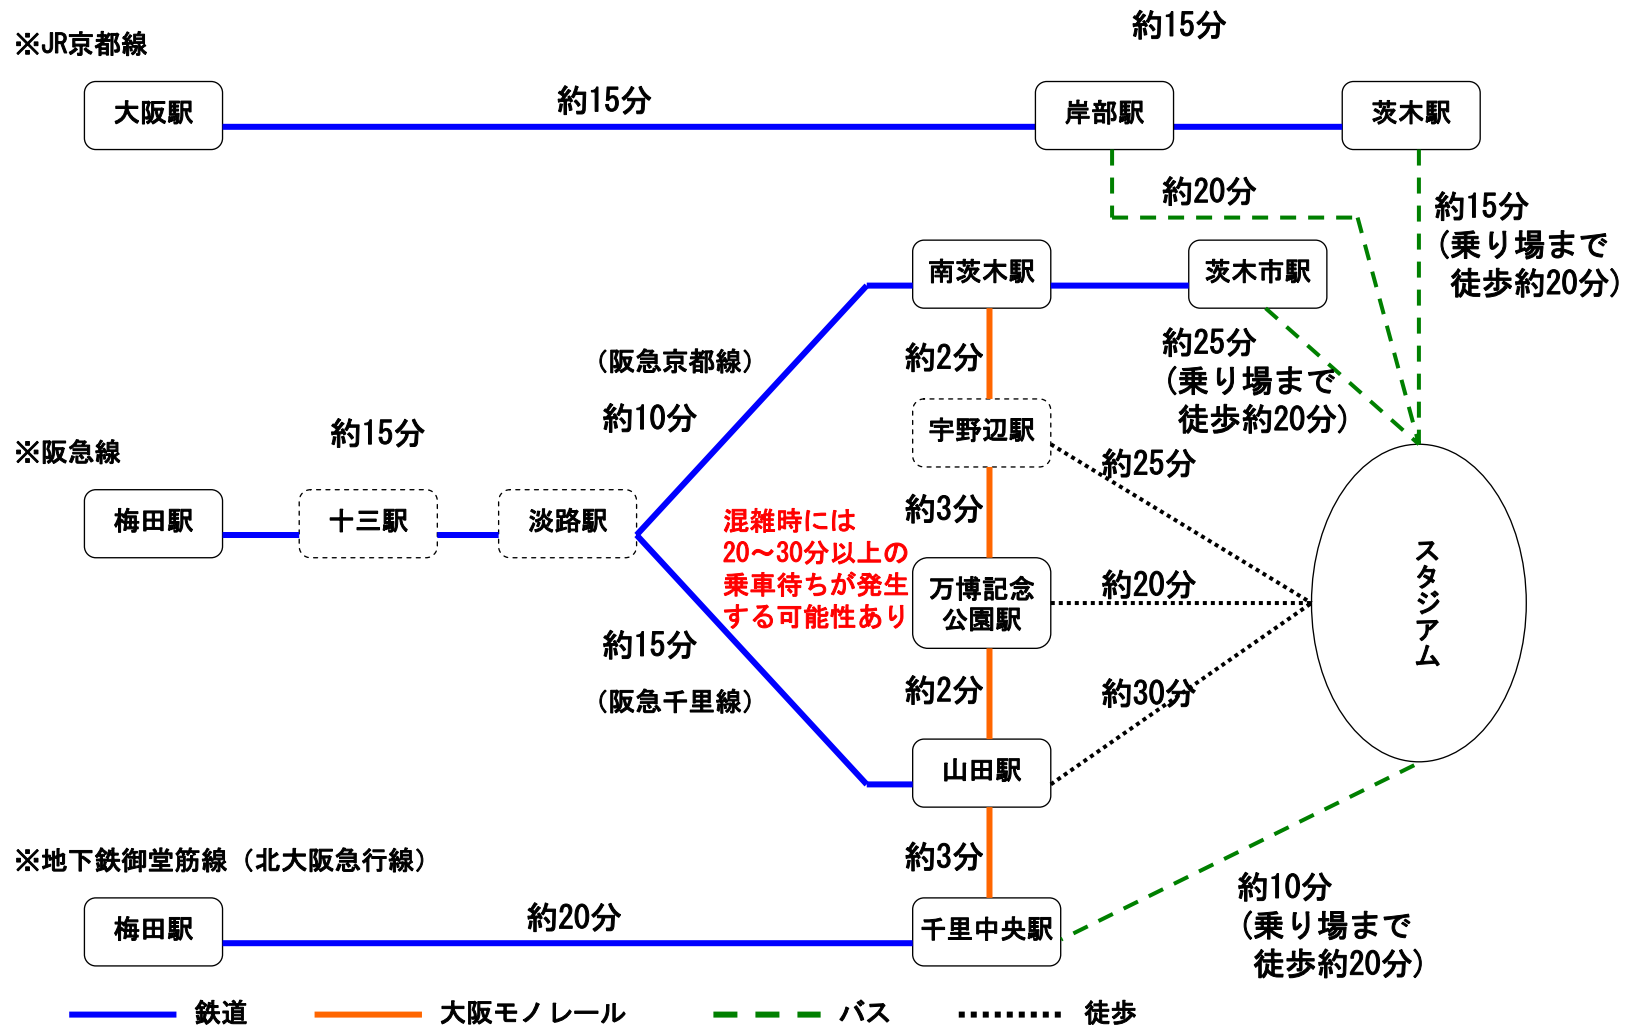 約15分
※JR京都線
大阪駅
約15分
岸部駅
茨木駅
約20分
約15分
(乗り場まで
徒歩約20分)
南茨木駅
茨木市駅
約25分
(乗り場まで
徒歩約20分)
(阪急京都線)
約2分
約10分
約15分
宇野辺駅
※阪急線
約25分
梅田駅
十三駅
淡路駅
混雑時には
20～30分以上の
乗車待ちが発生
する可能性あり
約3分
万博記念
公園駅
約20分
スタジアム
約15分
(阪急千里線)
約2分
約30分
山田駅
※地下鉄御堂筋線（北大阪急行線）
約3分
約10分
(乗り場まで
徒歩約20分)
梅田駅
約20分
千里中央駅
鉄道
大阪モノレール
バス
徒歩